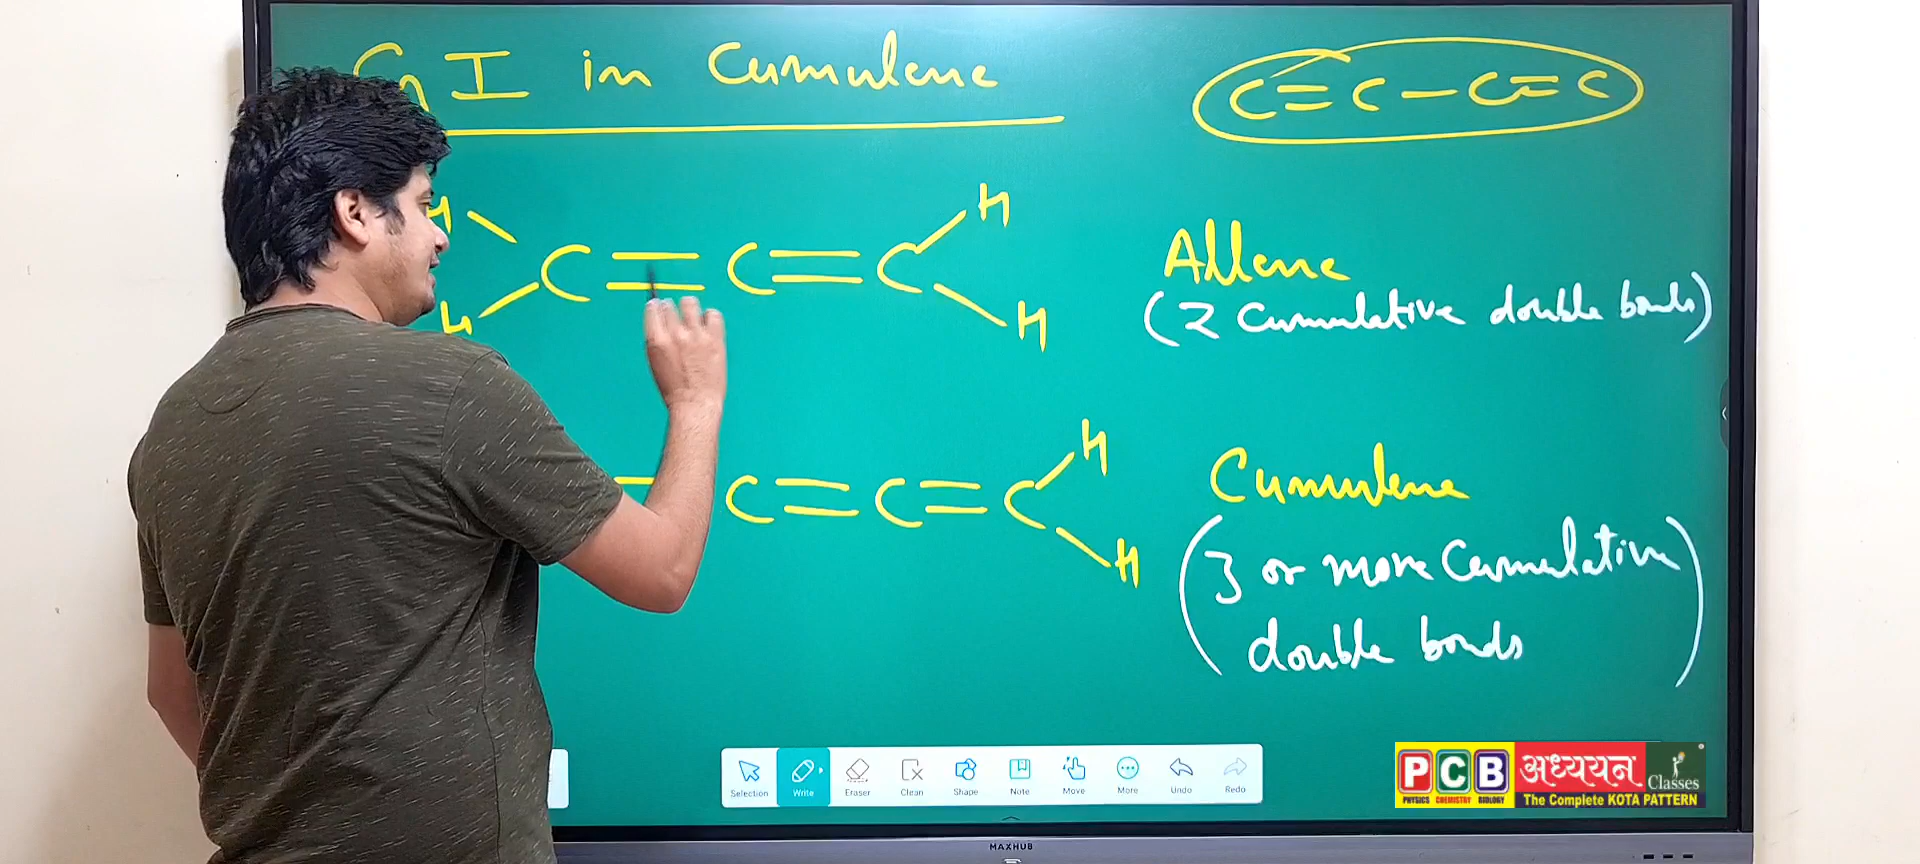 GI in Cumulene
C=C-C=C
H
H
C=C=C
H
H
Allene
(2 Cumulative double bonds)
H
C=C=C
H
Cumulene
(3 or more Cumulative
double bonds)
Selection
Write
Eraser
Clean
Shape
Note
Move
More
Undo
Redo
PCB अध्ययन Classes
PHYSICS CHEMISTRY BIOLOGY The Complete KOTA PATTERN
MAXHUB